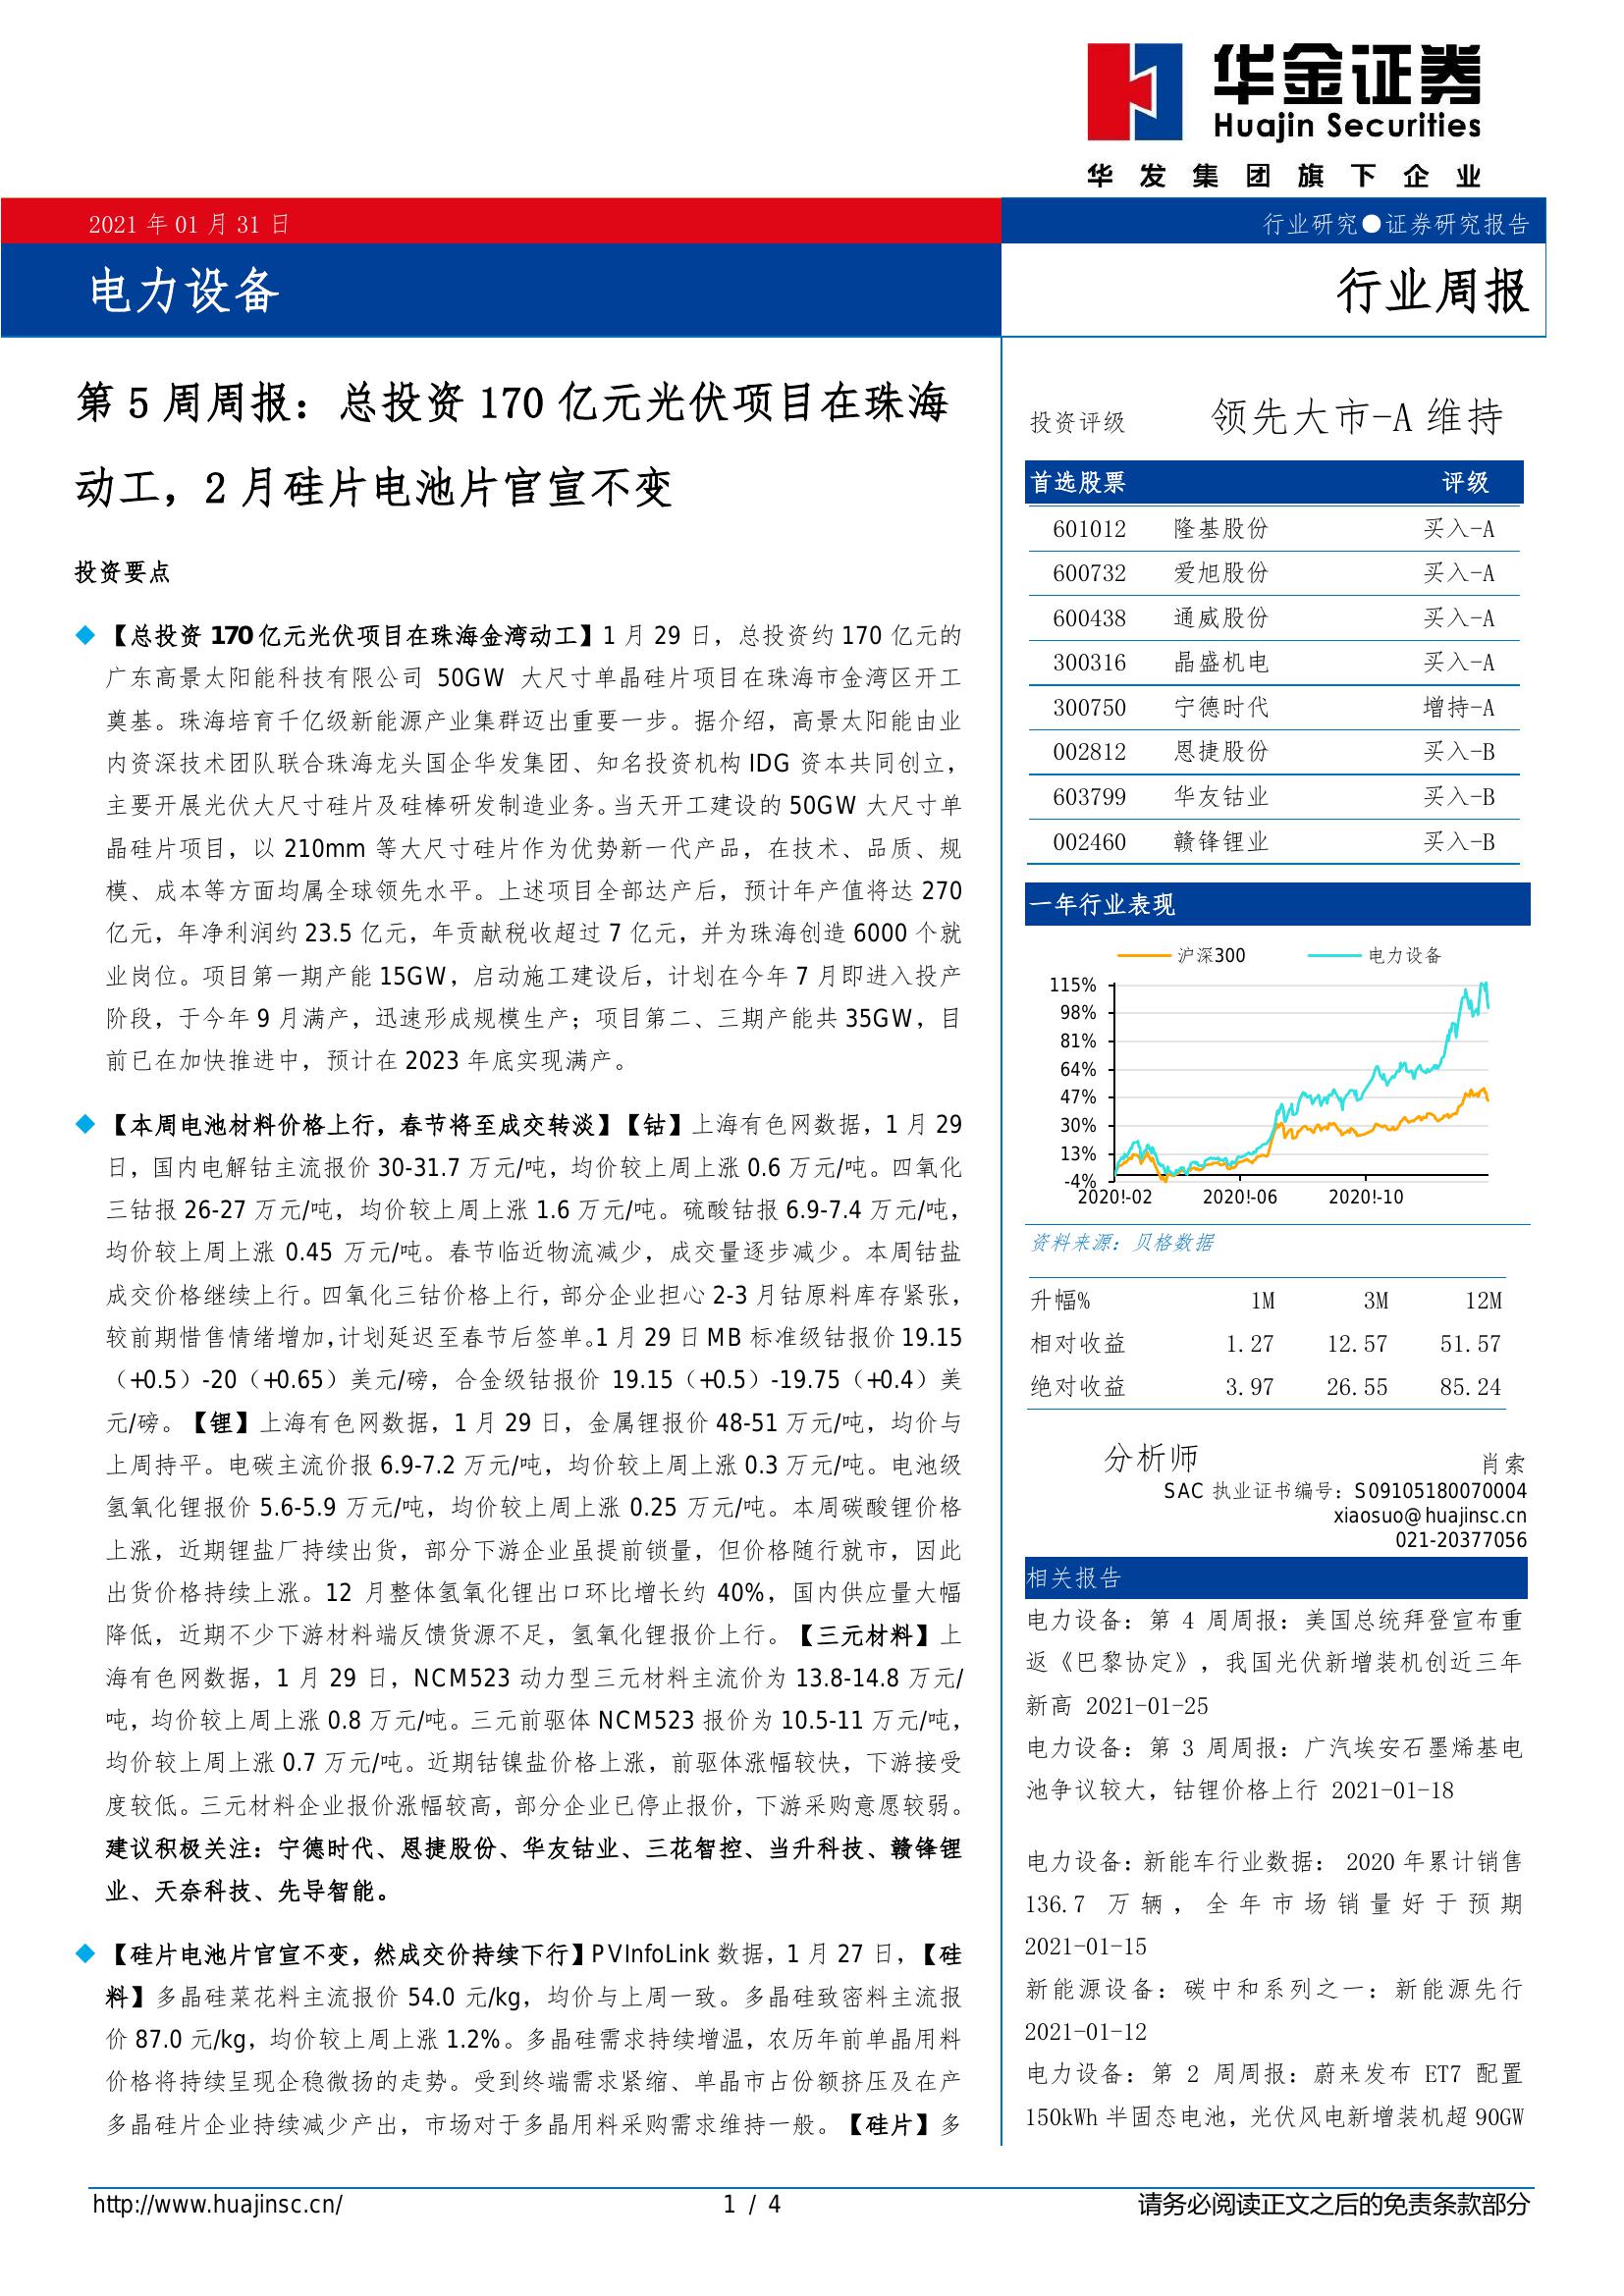 华金证券
Huajin Securities
华发集团旗下企业
2021 年 01 月 31 日
行业研究●证券研究报告
电力设备
行业周报
第 5 周周报：总投资 170 亿元光伏项目在珠海
动工，2 月硅片电池片官宣不变
投资要点
◆ 【总投资 170 亿元光伏项目在珠海金湾动工】1 月 29 日，总投资约 170 亿元的
广东高景太阳能科技有限公司 50GW 大尺寸单晶硅片项目在珠海市金湾区开工
奠基。珠海培育千亿级新能源产业集群迈出重要一步。据介绍，高景太阳能由业
内资深技术团队联合珠海龙头国企华发集团、知名投资机构 IDG 资本共同创立，
主要开展光伏大尺寸硅片及硅棒研发制造业务。当天开工建设的 50GW 大尺寸单
晶硅片项目，以 210mm 等大尺寸硅片作为优势新一代产品，在技术、品质、规
模、成本等方面均属全球领先水平。上述项目全部达产后，预计年产值将达 270
亿元，年净利润约 23.5 亿元，年贡献税收超过 7 亿元，并为珠海创造 6000 个就
业岗位。项目第一期产能 15GW，启动施工建设后，计划在今年 7 月即进入投产
阶段，于今年 9 月满产，迅速形成规模生产；项目第二、三期产能共 35GW，目
前已在加快推进中，预计在 2023 年底实现满产。
◆ 【本周电池材料价格上行，春节将至成交转淡】【钴】上海有色网数据，1 月 29
日，国内电解钴主流报价 30-31.7 万元/吨，均价较上周上涨 0.6 万元/吨。四氧化
三钴报 26-27 万元/吨，均价较上周上涨 1.6 万元/吨。硫酸钴报 6.9-7.4 万元/吨，
均价较上周上涨 0.45 万元/吨。春节临近物流减少，成交量逐步减少。本周钴盐
成交价格继续上行。四氧化三钴价格上行，部分企业担心 2-3 月钴原料库存紧张，
较前期惜售情绪增加，计划延迟至春节后签单。1 月 29 日 MB 标准级钴报价 19.15
（+0.5）-20（+0.65）美元/磅，合金级钴报价 19.15（+0.5）-19.75（+0.4）美
元/磅。【锂】上海有色网数据，1 月 29 日，金属锂报价 48-51 万元/吨，均价与
上周持平。电碳主流价报 6.9-7.2 万元/吨，均价较上周上涨 0.3 万元/吨。电池级
氢氧化锂报价 5.6-5.9 万元/吨，均价较上周上涨 0.25 万元/吨。本周碳酸锂价格
上涨，近期锂盐厂持续出货，部分下游企业虽提前锁量，但价格随行就市，因此
出货价格持续上涨。12 月整体氢氧化锂出口环比增长约 40%，国内供应量大幅
降低，近期不少下游材料端反馈货源不足，氢氧化锂报价上行。【三元材料】上
海有色网数据，1 月 29 日，NCM523 动力型三元材料主流价为 13.8-14.8 万元/
吨，均价较上周上涨 0.8 万元/吨。三元前驱体 NCM523 报价为 10.5-11 万元/吨，
均价较上周上涨 0.7 万元/吨。近期钴镍盐价格上涨，前驱体涨幅较快，下游接受
度较低。三元材料企业报价涨幅较高，部分企业已停止报价，下游采购意愿较弱。
建议积极关注：宁德时代、恩捷股份、华友钴业、三花智控、当升科技、赣锋锂
业、天奈科技、先导智能。
◆ 【硅片电池片官宣不变，然成交价持续下行】PVInfoLink 数据，1 月 27 日，【硅
料】多晶硅菜花料主流报价 54.0 元/kg，均价与上周一致。多晶硅致密料主流报
价 87.0 元/kg，均价较上周上涨 1.2%。多晶硅需求持续增温，农历年前单晶用料
价格将持续呈现企稳微扬的走势。受到终端需求紧缩、单晶市占份额挤压及在产
多晶硅片企业持续减少产出，市场对于多晶用料采购需求维持一般。【硅片】多
投资评级 领先大市-A 维持
首选股票 评级
601012 隆基股份 买入-A
600732 爱旭股份 买入-A
600438 通威股份 买入-A
300316 晶盛机电 买入-A
300750 宁德时代 增持-A
002812 恩捷股份 买入-B
603799 华友钴业 买入-B
002460 赣锋锂业 买入-B
一年行业表现
沪深300 电力设备
115%
98%
81%
64%
47%
30%
13%
-4%
2020!-02 2020!-06 2020!-10
资料来源：贝格数据
升幅% 1M 3M 12M
相对收益 1.27 12.57 51.57
绝对收益 3.97 26.55 85.24
分析师 肖索
SAC 执业证书编号：S09105180070004
xiaosuo@huajinsc.cn
021-20377056
相关报告
电力设备：第 4 周周报：美国总统拜登宣布重
返《巴黎协定》，我国光伏新增装机创近三年
新高 2021-01-25
电力设备：第 3 周周报：广汽埃安石墨烯基电
池争议较大，钴锂价格上行 2021-01-18
电力设备：新能车行业数据： 2020 年累计销售
136.7 万辆，全年市场销量好于预期
2021-01-15
新能源设备：碳中和系列之一：新能源先行
2021-01-12
电力设备：第 2 周周报：蔚来发布 ET7 配置
150kWh 半固态电池，光伏风电新增装机超 90GW
http://www.huajinsc.cn/ 1 / 4 请务必阅读正文之后的免责条款部分